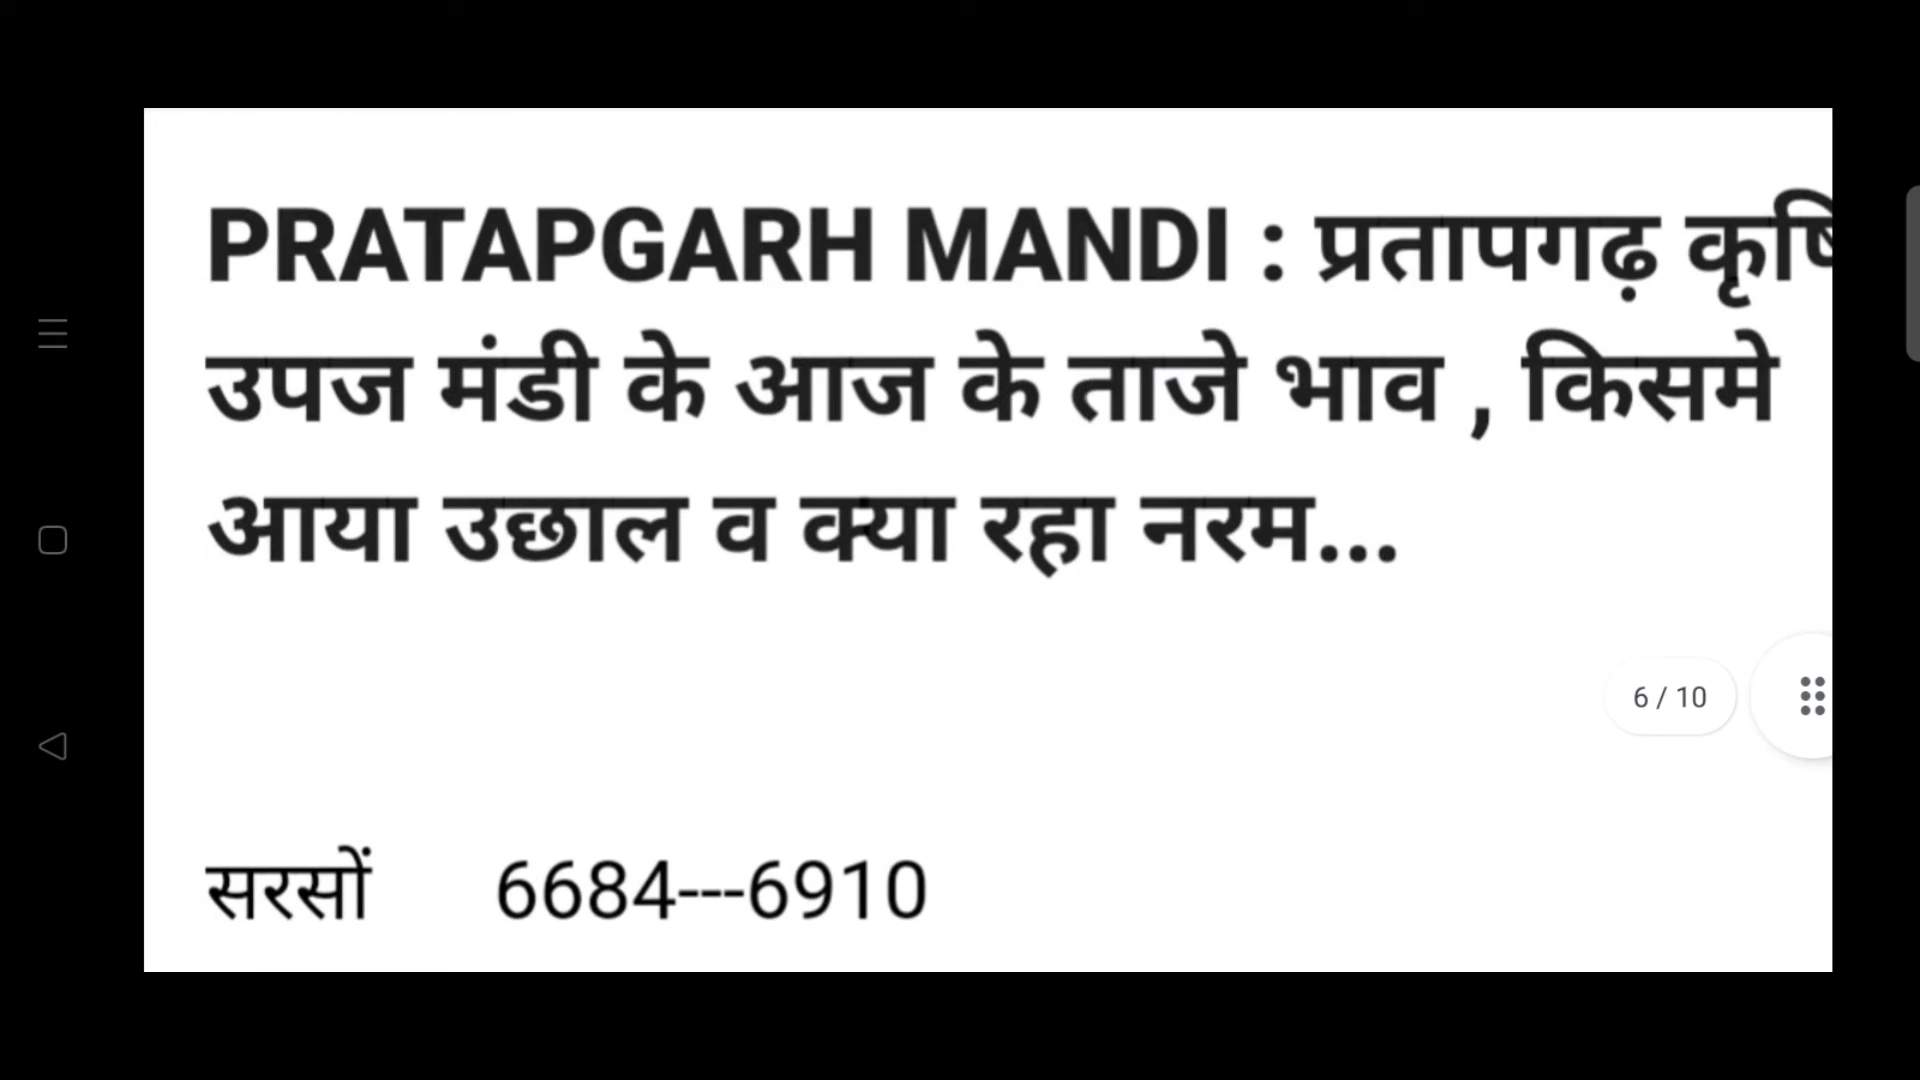 PRATAPGARH MANDI : प्रतापगढ़ कृषि
उपज मंडी के आज के ताजे भाव , किसमे
आया उछाल व क्या रहा नरम...
6 / 10
सरसों 6684---6910